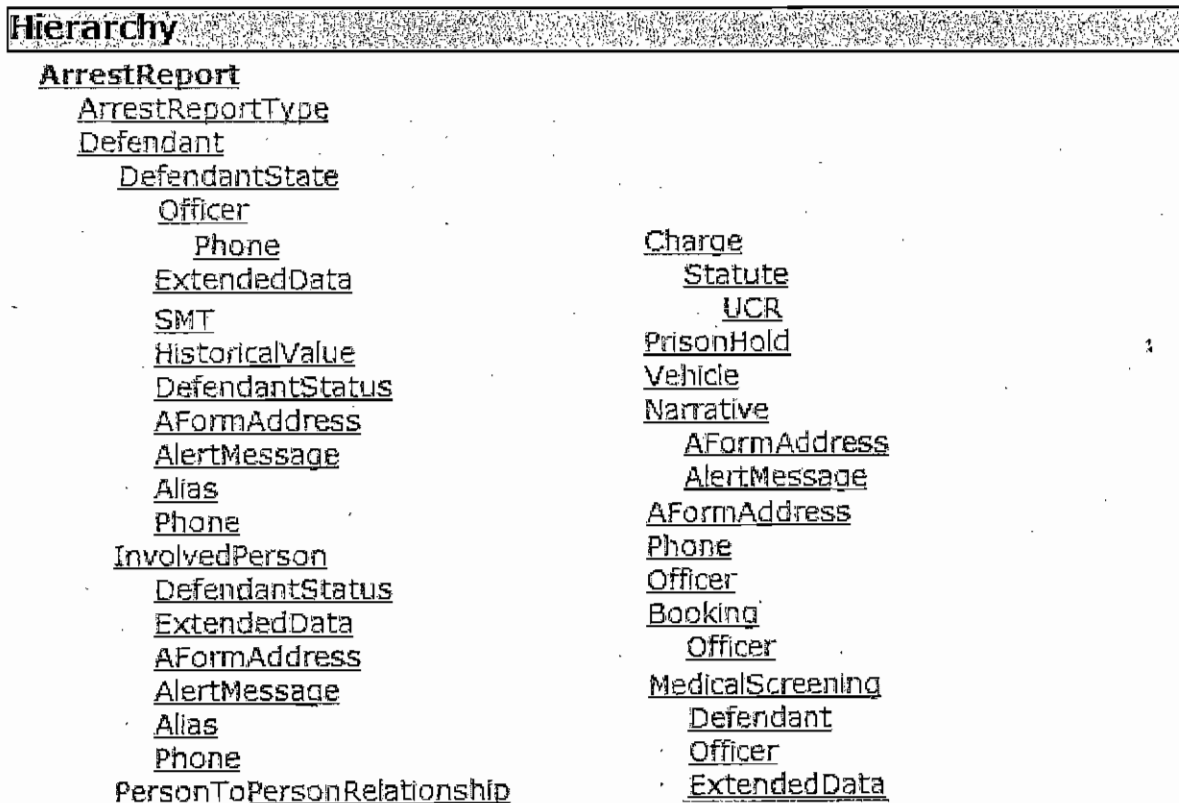 Hierarchy
ArrestReport
ArrestReportType
Defendant
DefendantState
Officer
Phone
ExtendedData
SMT
HistoricalValue
DefendantStatus
AFormAddress
AlertMessage
Alias
Phone
InvolvedPerson
DefendantStatus
ExtendedData
AFormAddress
AlertMessage
Alias
Phone
PersonToPersonRelationship
Charge
Statute
UCR
PrisonHold
Vehicle
Narrative
AFormAddress
AlertMessage
AFormAddress
Phone
Officer
Booking
Officer
MedicalScreening
Defendant
Officer
ExtendedData